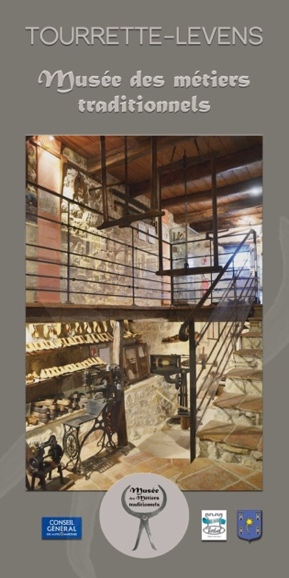 TOURRETTE-LEVENS
Musée des métiers
traditionnels
Musée
des Métiers
traditionnels
CONSEIL
GÉNÉRAL